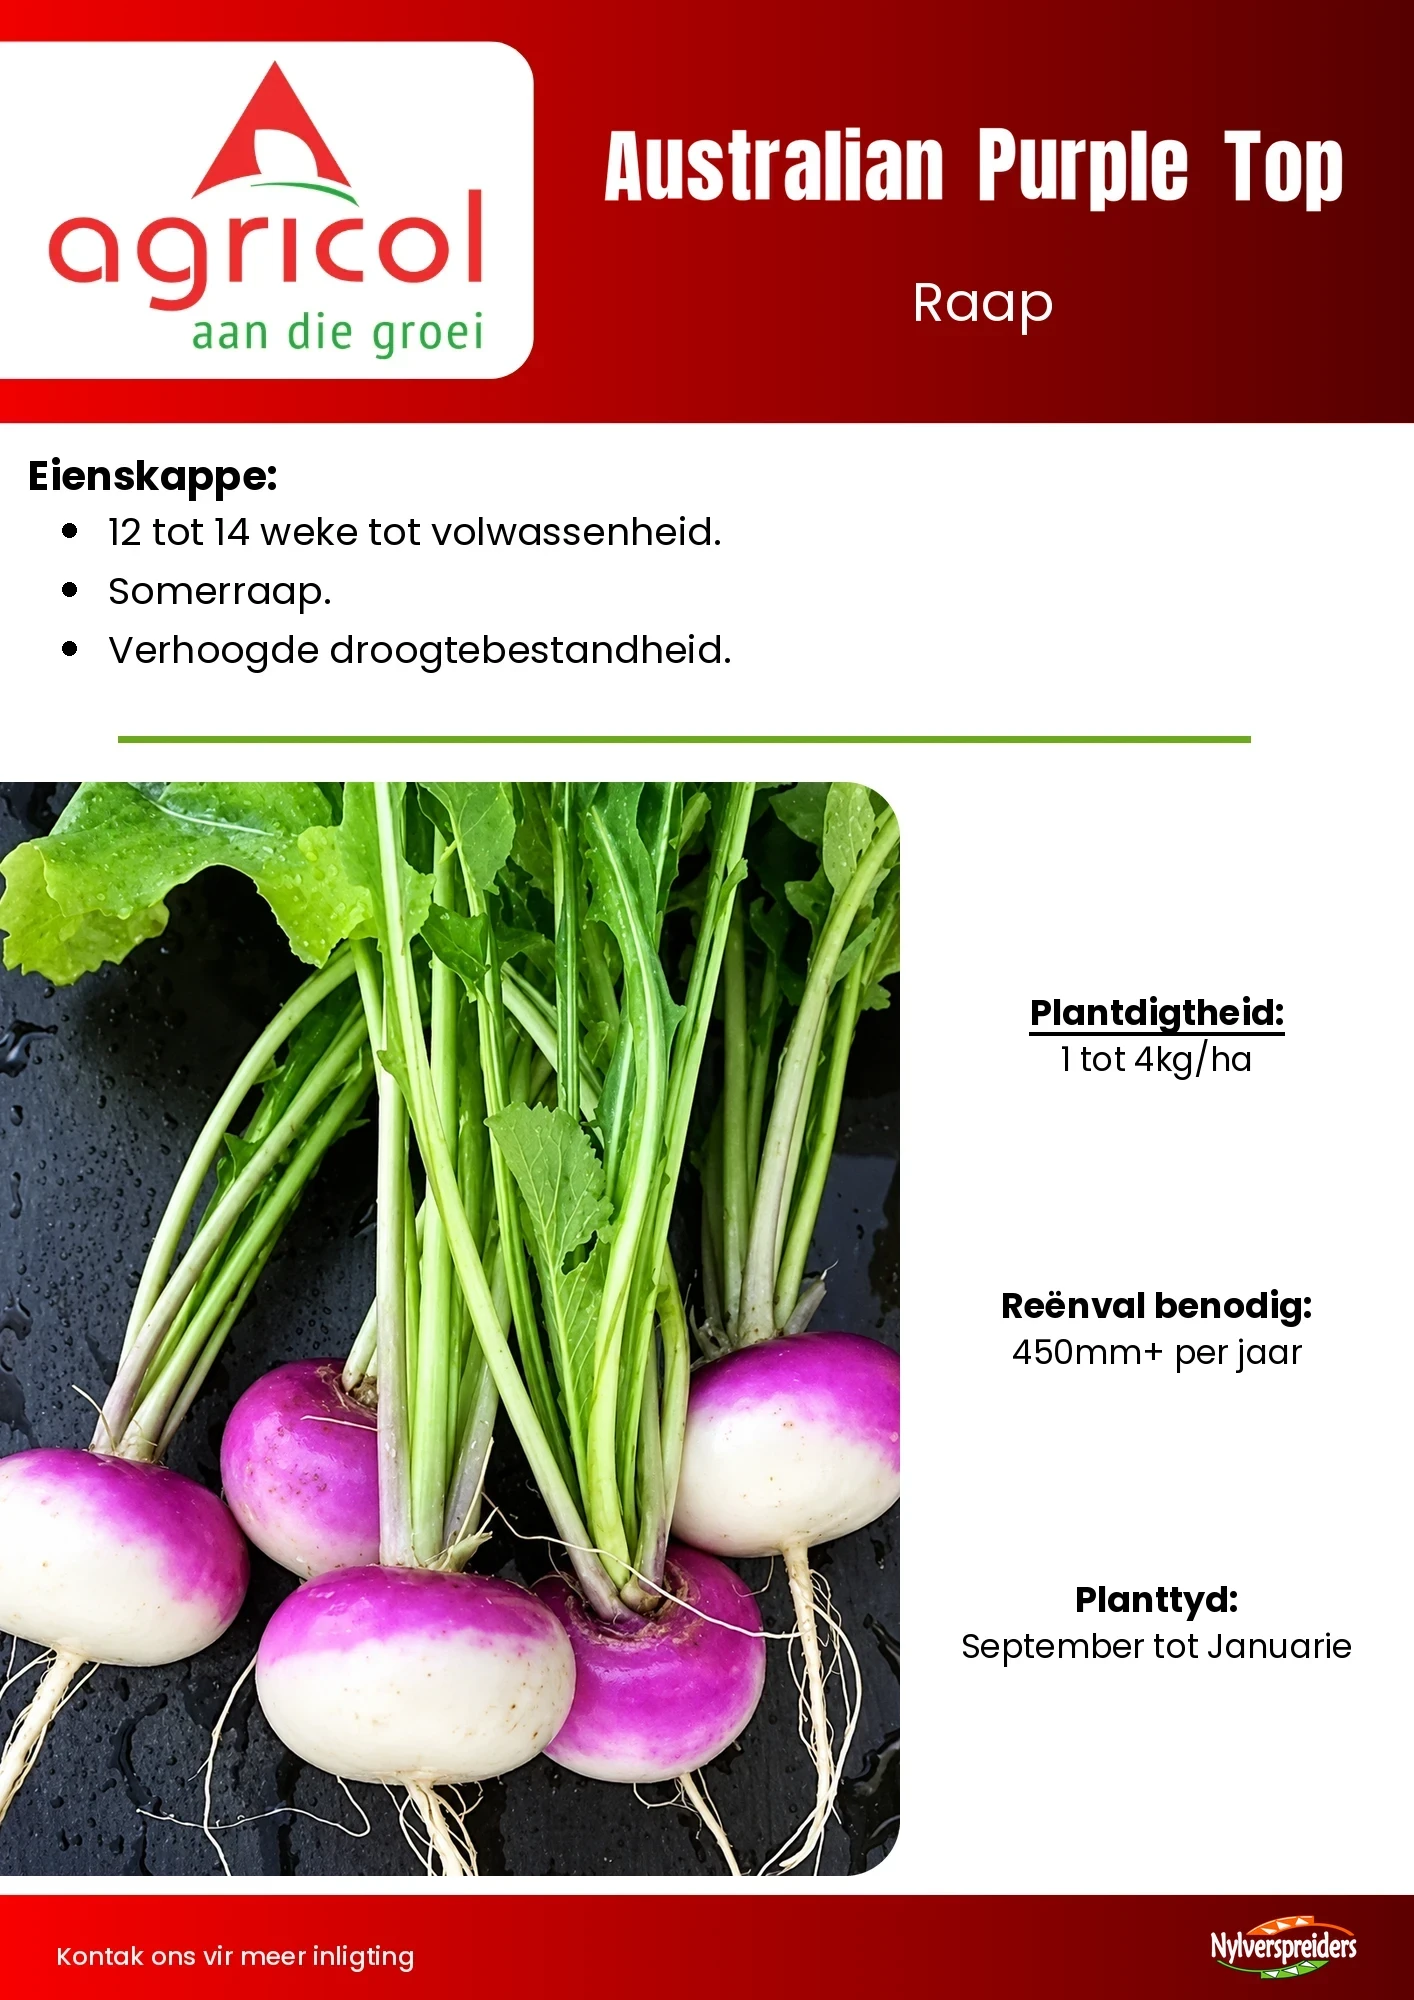 agricol
aan die groei
Australian Purple Top
Raap
Eienskappe:
• 12 tot 14 weke tot volwassenheid.
• Somerraap.
• Verhoogde droogtebestandheid.
Plantdigtheid:
1 tot 4kg/ha
Reënval benodig:
450mm+ per jaar
Planttyd:
September tot Januarie
Kontak ons vir meer inligting
Nylverspreiders